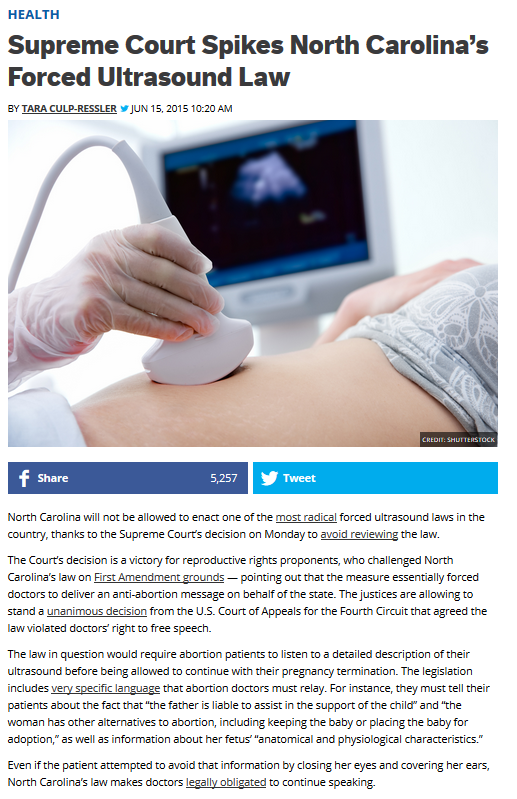 HEALTH
Supreme Court Spikes North Carolina’s
Forced Ultrasound Law
BY TARA CULP-RESSLER JUN 15, 2015 10:20 AM
CREDIT: SHUTTERSTOCK
Share 5,257 Tweet
North Carolina will not be allowed to enact one of the most radical forced ultrasound laws in the
country, thanks to the Supreme Court’s decision on Monday to avoid reviewing the law.
The Court’s decision is a victory for reproductive rights proponents, who challenged North
Carolina’s law on First Amendment grounds — pointing out that the measure essentially forced
doctors to deliver an anti-abortion message on behalf of the state. The justices are allowing to
stand a unanimous decision from the U.S. Court of Appeals for the Fourth Circuit that agreed the
law violated doctors’ right to free speech.
The law in question would require abortion patients to listen to a detailed description of their
ultrasound before being allowed to continue with their pregnancy termination. The legislation
includes very specific language that abortion doctors must relay. For instance, they must tell their
patients about the fact that “the father is liable to assist in the support of the child” and “the
woman has other alternatives to abortion, including keeping the baby or placing the baby for
adoption,” as well as information about her fetus’ “anatomical and physiological characteristics.”
Even if the patient attempted to avoid that information by closing her eyes and covering her ears,
North Carolina’s law makes doctors legally obligated to continue speaking.